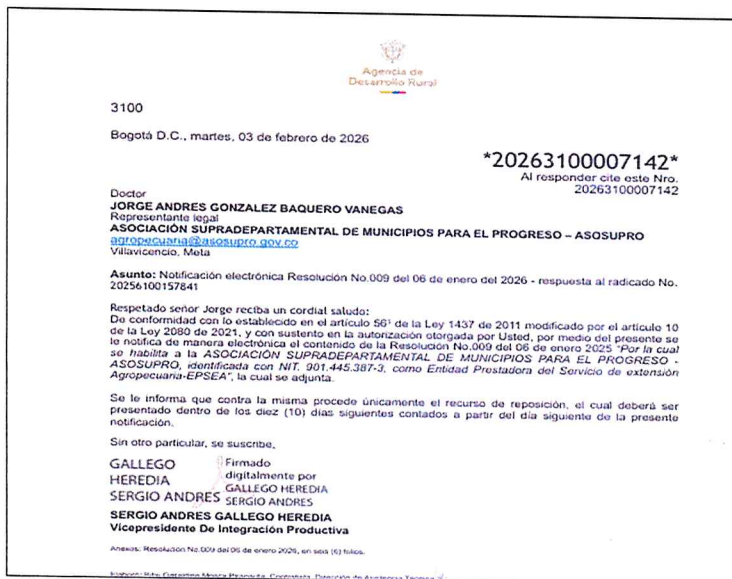 Agencia de
Desarrollo Rural
3100
Bogotá D.C., martes, 03 de febrero de 2026
*20263100007142*
Al responder cite este Nro.
20263100007142
Doctor
JORGE ANDRES GONZALEZ BAQUERO VANEGAS
Representante legal
ASOCIACIÓN SUPRADEPARTAMENTAL DE MUNICIPIOS PARA EL PROGRESO – ASOSUPRO
agropecuaria@asosupro.gov.co
Villavicencio, Meta
Asunto: Notificación electrónica Resolución No.009 del 06 de enero del 2026 - respuesta al radicado No.
20256100157841
Respetado señor Jorge reciba un cordial saludo:
De conformidad con lo establecido en el artículo 56¹ de la Ley 1437 de 2011 modificado por el artículo 10
de la Ley 2080 de 2021, y con sustento en la autorización otorgada por Usted, por medio del presente se
le notifica de manera electrónica el contenido de la Resolución No.009 del 06 de enero 2025 "Por la cual
se habilita a la ASOCIACIÓN SUPRADEPARTAMENTAL DE MUNICIPIOS PARA EL PROGRESO -
ASOSUPRO, identificada con NIT. 901.445.387-3, como Entidad Prestadora del Servicio de extensión
Agropecuaria-EPSEA", la cual se adjunta.
Se le informa que contra la misma procede únicamente el recurso de reposición, el cual deberá ser
presentado dentro de los diez (10) días siguientes contados a partir del día siguiente de la presente
notificación.
Sin otro particular, se suscribe,
GALLEGO
HEREDIA
SERGIO ANDRES
Firmado
digitalmente por
GALLEGO HEREDIA
SERGIO ANDRES
SERGIO ANDRES GALLEGO HEREDIA
Vicepresidente De Integración Productiva
Anexos: Resolución No.009 del 06 de enero 2026, en seis (6) folios.